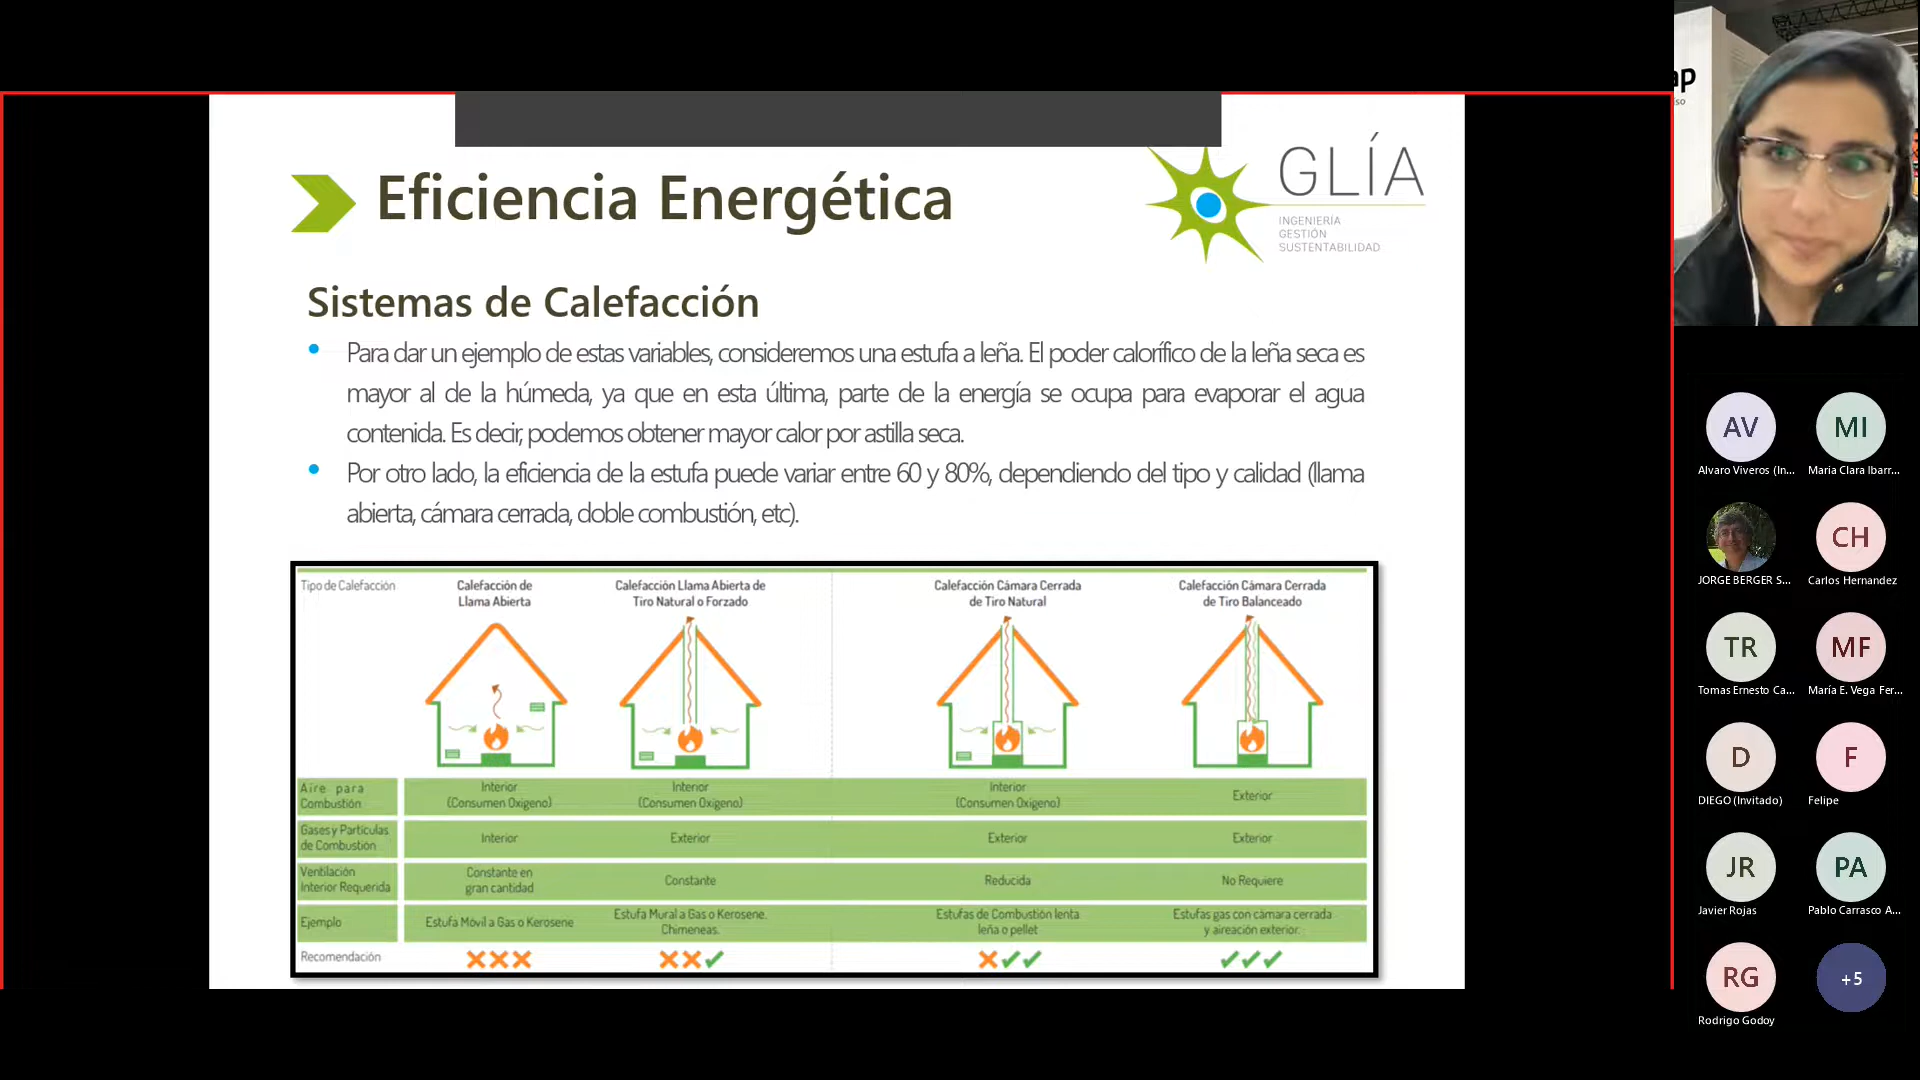 Eficiencia Energética
GLÍA
INGENIERÍA
GESTIÓN
SUSTENTABILIDAD
Sistemas de Calefacción
• Para dar un ejemplo de estas variables, consideremos una estufa a leña. El poder calorífico de la leña seca es
mayor al de la húmeda, ya que en esta última, parte de la energía se ocupa para evaporar el agua
contenida. Es decir, podemos obtener mayor calor por astilla seca.
• Por otro lado, la eficiencia de la estufa puede variar entre 60 y 80%, dependiendo del tipo y calidad (llama
abierta, cámara cerrada, doble combustión, etc).
Tipo de Calefacción
Calefacción de
Llama Abierta
Calefacción Llama Abierta de
Tiro Natural o Forzado
Calefacción Cámara Cerrada
de Tiro Natural
Calefacción Cámara Cerrada
de Tiro Balanceado
Aire para
Combustión
Interior
(Consumen Oxigeno)
Interior
(Consumen Oxigeno)
Interior
(Consumen Oxigeno)
Exterior
Gases y Partículas
de Combustión
Interior
Exterior
Exterior
Exterior
Ventilación
Interior Requerida
Constante en
gran cantidad
Constante
Reducida
No Requiere
Ejemplo
Estufa Móvil a Gas o Kerosene
Estufa Mural a Gas o Kerosene.
Chimeneas.
Estufas de Combustión lenta
leña o pellet
Estufas gas con cámara cerrada
y aireación exterior.
Recomendación
ap
so
AV
Alvaro Viveros (In...
MI
Maria Clara Ibarr...
JORGE BERGER S...
CH
Carlos Hernandez
TR
Tomas Ernesto Ca...
MF
María E. Vega Fer...
D
DIEGO (Invitado)
F
Felipe
JR
Javier Rojas
PA
Pablo Carrasco A...
RG
Rodrigo Godoy
+5